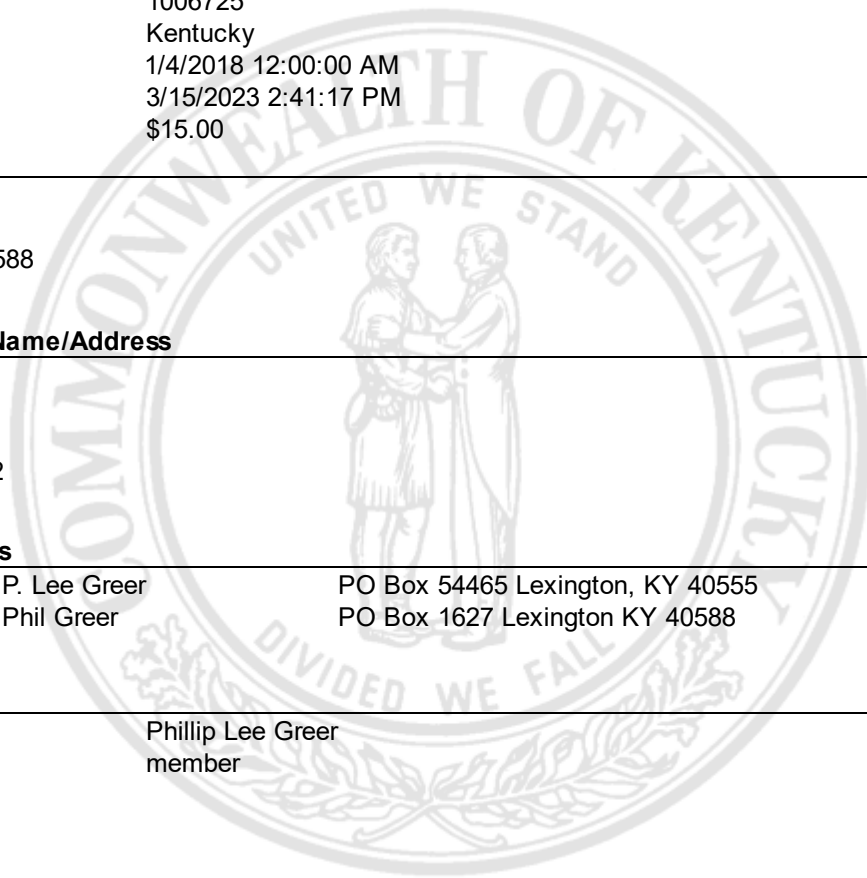 1006725
Kentucky
1/4/2018 12:00:00 AM
3/15/2023 2:41:17 PM
$15.00
588
Name/Address
2
s
P. Lee Greer PO Box 54465 Lexington, KY 40555
Phil Greer PO Box 1627 Lexington KY 40588
Phillip Lee Greer
member
COMMONWEALTH OF KENTUCKY
UNITED WE STAND
DIVIDED WE FALL